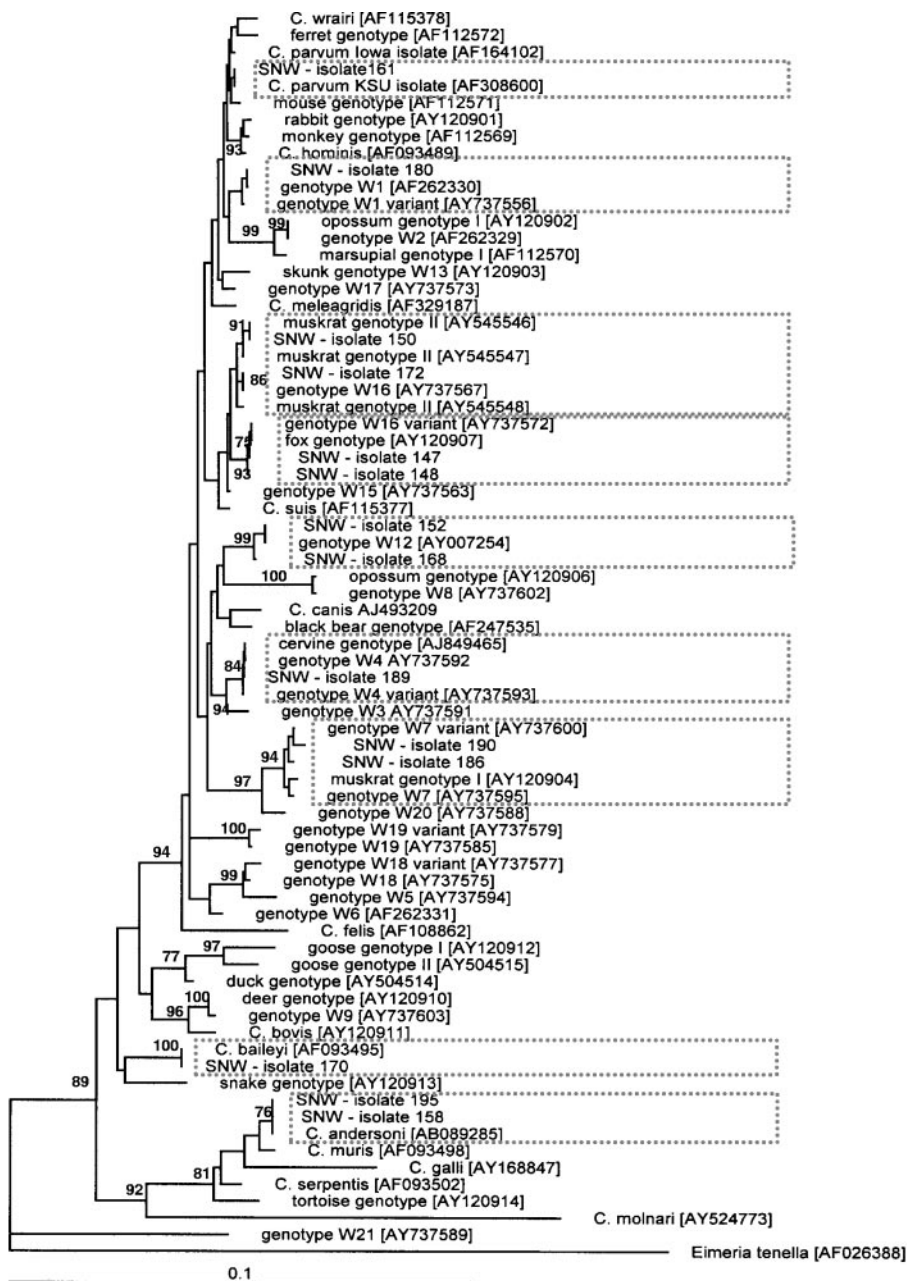 C. wrairi [AF115378]
ferret genotype [AF112572]
C. parvum Iowa isolate [AF164102]
SNW - isolate161
C. parvum KSU isolate [AF308600]
mouse genotype [AF112571]
rabbit genotype [AY120901]
monkey genotype [AF112569]
93
C. hominis [AF093489]
SNW - isolate 180
genotype W1 [AF262330]
genotype W1 variant [AY737556]
99 opossum genotype I [AY120902]
99 genotype W2 [AF262329]
marsupial genotype I [AF112570]
skunk genotype W13 [AY120903]
genotype W17 [AY737573]
C. meleagridis [AF329187]
91 muskrat genotype II [AY545546]
SNW - isolate 150
muskrat genotype II [AY545547]
SNW - isolate 172
86
genotype W16 [AY737567]
muskrat genotype II [AY545548]
genotype W16 variant [AY737572]
75 fox genotype [AY120907]
SNW - isolate 147
93 SNW - isolate 148
genotype W15 [AY737563]
C. suis [AF115377]
SNW - isolate 152
99 genotype W12 [AY007254]
SNW - isolate 168
100 opossum genotype [AY120906]
genotype W8 [AY737602]
C. canis AJ493209
black bear genotype [AF247535]
cervine genotype [AJ849465]
84 genotype W4 AY737592
SNW - isolate 189
genotype W4 variant [AY737593]
94 genotype W3 AY737591
genotype W7 variant [AY737600]
SNW - isolate 190
94 SNW - isolate 186
97 muskrat genotype I [AY120904]
genotype W7 [AY737595]
genotype W20 [AY737588]
100 genotype W19 variant [AY737579]
genotype W19 [AY737585]
94 genotype W18 variant [AY737577]
99 genotype W18 [AY737575]
genotype W5 [AY737594]
genotype W6 [AF262331]
C. felis [AF108862]
97 goose genotype I [AY120912]
77 goose genotype II [AY504515]
duck genotype [AY504514]
100 deer genotype [AY120910]
96 genotype W9 [AY737603]
C. bovis [AY120911]
100 C. baileyi [AF093495]
SNW - isolate 170
89 snake genotype [AY120913]
SNW - isolate 195
76 SNW - isolate 158
C. andersoni [AB089285]
C. muris [AF093498]
81 C. galli [AY168847]
92 C. serpentis [AF093502]
tortoise genotype [AY120914]
C. molnari [AY524773]
genotype W21 [AY737589]
Eimeria tenella [AF026388]
0.1